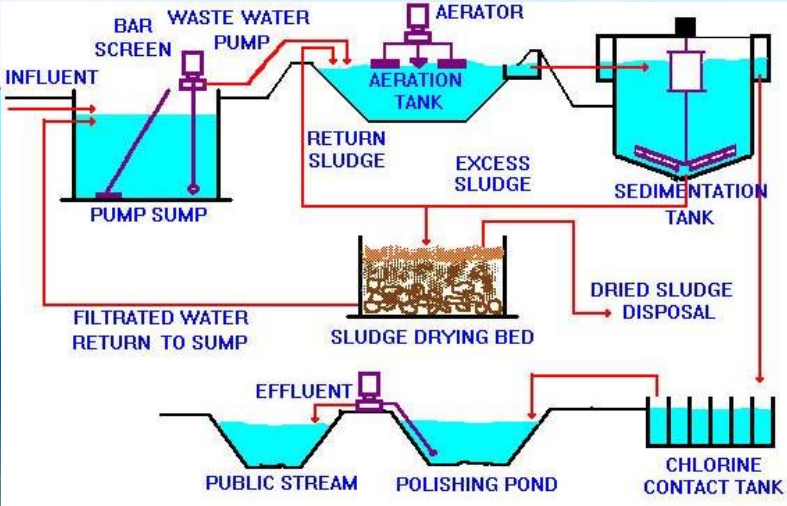 BAR
SCREEN
WASTE WATER
PUMP
AERATOR
INFLUENT
AERATION
TANK
RETURN
SLUDGE
EXCESS
SLUDGE
SEDIMENTATION
TANK
PUMP SUMP
DRIED SLUDGE
DISPOSAL
FILTRATED WATER
RETURN TO SUMP
SLUDGE DRYING BED
EFFLUENT
PUBLIC STREAM
POLISHING POND
CHLORINE
CONTACT TANK